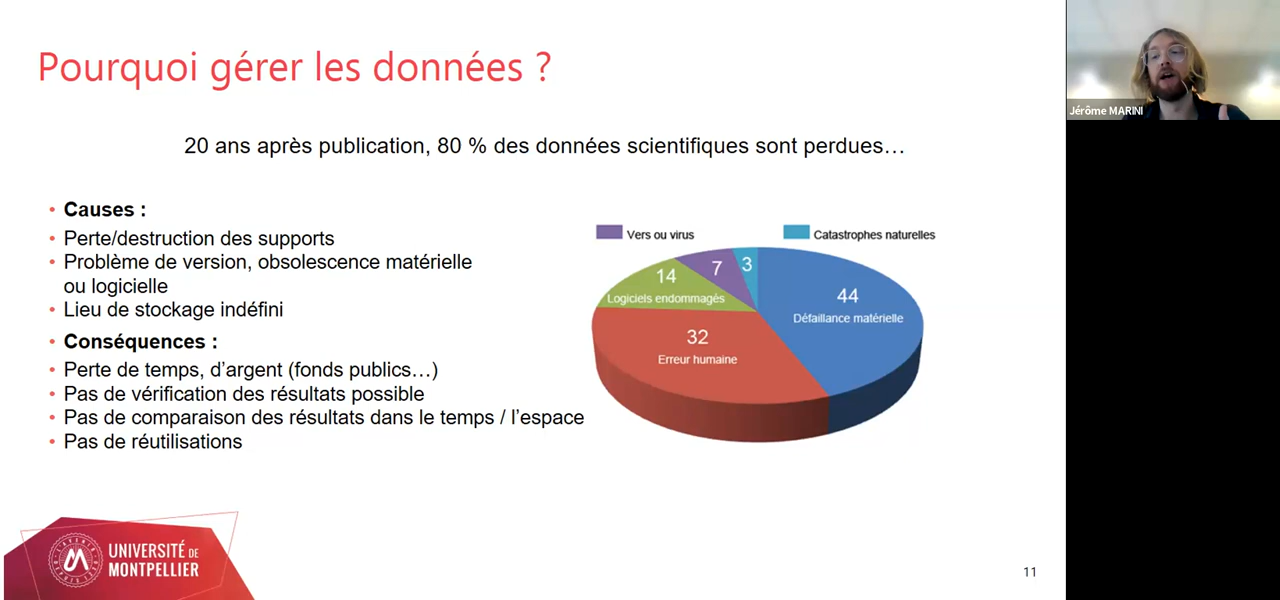 Pourquoi gérer les données ?
20 ans après publication, 80 % des données scientifiques sont perdues…
• Causes :
• Perte/destruction des supports
• Problème de version, obsolescence matérielle
ou logicielle
• Lieu de stockage indéfini
• Conséquences :
• Perte de temps, d'argent (fonds publics…)
• Pas de vérification des résultats possible
• Pas de comparaison des résultats dans le temps / l'espace
• Pas de réutilisations
Vers ou virus
Catastrophes naturelles
14
Logiciels endommagés
7
3
44
Défaillance matérielle
32
Erreur humaine
UNIVERSITÉ DE
MONTPELLIER
11
Jérôme MARINI